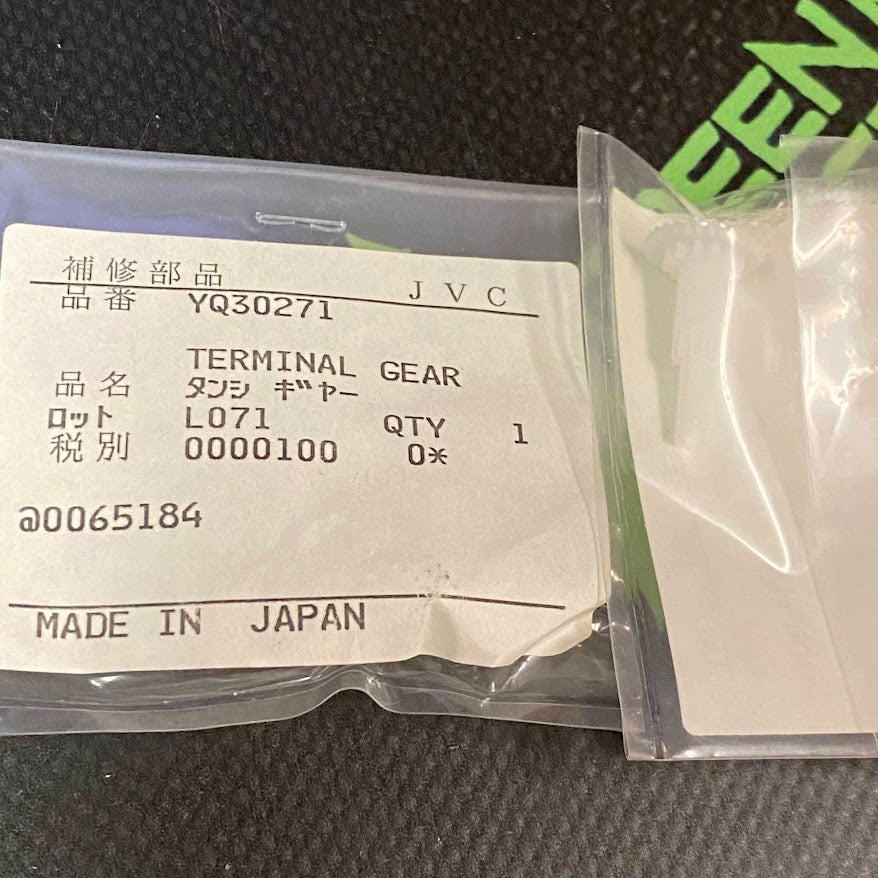 補修部品 JVC
品番 YQ30271
TERMINAL GEAR
品名 タンシ ギヤー
ロット L071 QTY 1
税別 0000100 0*
@0065184
MADE IN JAPAN